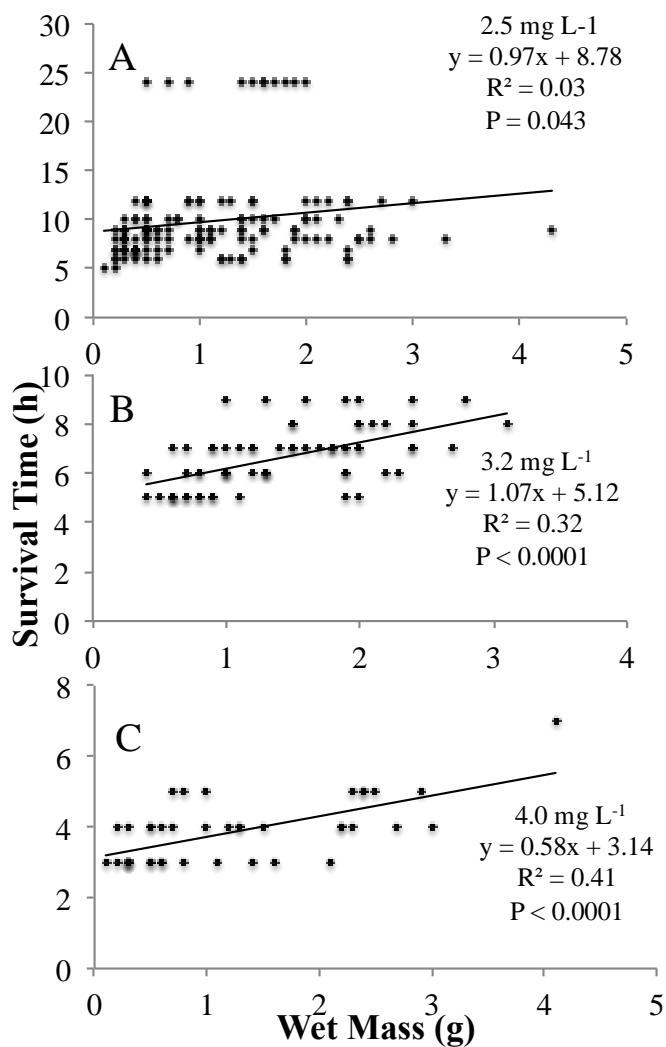 30
25
20
15
10
5
0
A
2.5 mg L-1
y = 0.97x + 8.78
R² = 0.03
P = 0.043
0 1 2 3 4 5
Survival Time (h)
10
8
6
4
2
0
B
3.2 mg L⁻¹
y = 1.07x + 5.12
R² = 0.32
P < 0.0001
0 1 2 3 4
8
6
4
2
0
C
4.0 mg L⁻¹
y = 0.58x + 3.14
R² = 0.41
P < 0.0001
0 1 2 3 4 5
Wet Mass (g)